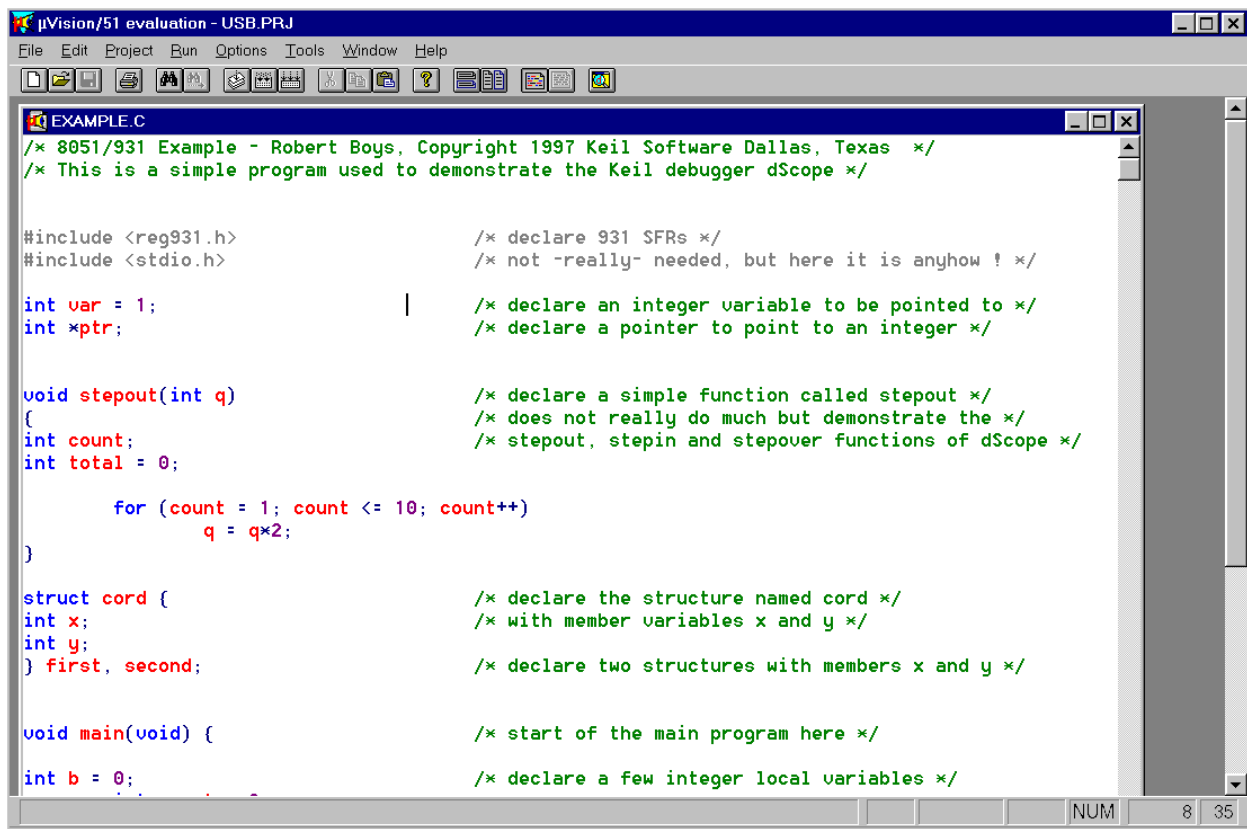 µVision/51 evaluation - USB.PRJ
File Edit Project Run Options Tools Window Help
EXAMPLE.C
/* 8051/931 Example - Robert Boys, Copyright 1997 Keil Software Dallas, Texas */
/* This is a simple program used to demonstrate the Keil debugger dScope */
#include <reg931.h> /* declare 931 SFRs */
#include <stdio.h> /* not -really- needed, but here it is anyhow ! */
int var = 1; /* declare an integer variable to be pointed to */
int *ptr; /* declare a pointer to point to an integer */
void stepout(int q) /* declare a simple function called stepout */
{ /* does not really do much but demonstrate the */
int count; /* stepout, stepin and stepover functions of dScope */
int total = 0;
for (count = 1; count <= 10; count++)
q = q*2;
}
struct cord { /* declare the structure named cord */
int x; /* with member variables x and y */
int y;
} first, second; /* declare two structures with members x and y */
void main(void) { /* start of the main program here */
int b = 0; /* declare a few integer local variables */
NUM 8 35